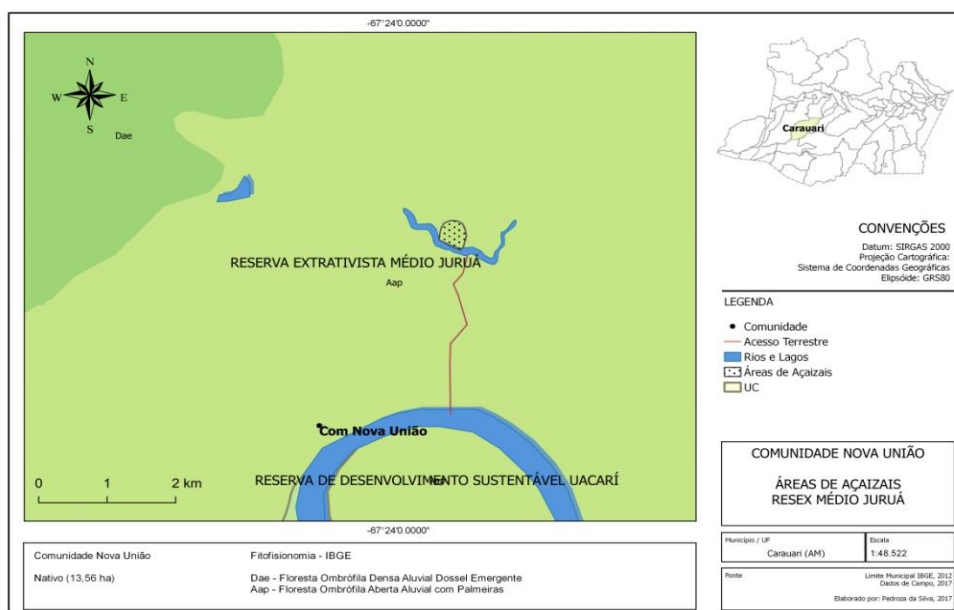 -67°24'0.0000"
N
W E
S
Dae
RESERVA EXTRATIVISTA MÉDIO JURUÁ
Aap
Com Nova União
RESERVA DE DESENVOLVIMENTO SUSTENTÁVEL UACARÍ
0 1 2 km
-67°24'0.0000"
Carauari
CONVENÇÕES
Datum: SIRGAS 2000
Projeção Cartográfica:
Sistema de Coordenadas Geográficas
Elipsóide: GRS80
LEGENDA
Comunidade
Acesso Terrestre
Rios e Lagos
Áreas de Açaizais
UC
COMUNIDADE NOVA UNIÃO
ÁREAS DE AÇAIZAIS
RESEX MÉDIO JURUÁ
Município / UF
Carauari (AM)
Escala
1:48.522
Fonte
Limite Municipal IBGE, 2012
Dados de Campo, 2017
Elaborado por: Pedroza da Silva, 2017
Comunidade Nova União
Nativo (13,56 ha)
Fitofisionomia - IBGE
Dae - Floresta Ombrófila Densa Aluvial Dossel Emergente
Aap - Floresta Ombrófila Aberta Aluvial com Palmeiras